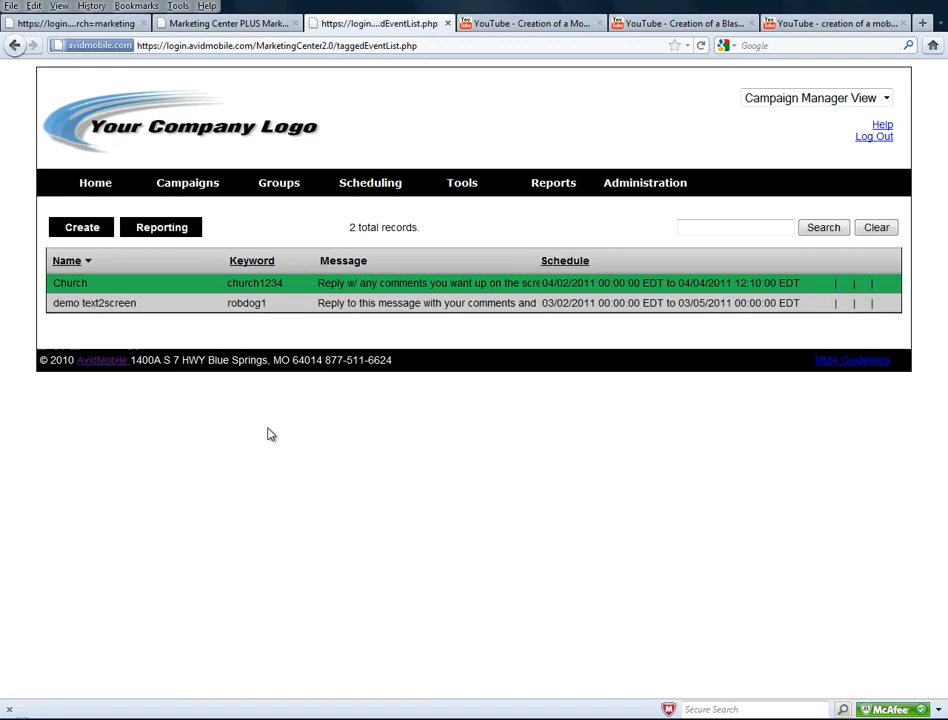 File Edit View History Bookmarks Tools Help
https://login....rch=marketing
Marketing Center PLUS Mark...
https://login....dEventList.php
YouTube - Creation of a Mo...
YouTube - Creation of a Blas...
YouTube - creation of a mob...
avidmobile.com https://login.avidmobile.com/MarketingCenter2.0/taggedEventList.php
Google
Your Company Logo
Campaign Manager View
Help
Log Out
Home Campaigns Groups Scheduling Tools Reports Administration
Create Reporting 2 total records. Search Clear
Name Keyword Message Schedule
Church church1234 Reply w/ any comments you want up on the scre 04/02/2011 00:00:00 EDT to 04/04/2011 12:10:00 EDT | | |
demo text2screen robdog1 Reply to this message with your comments and 03/02/2011 00:00:00 EDT to 03/05/2011 00:00:00 EDT | | |
© 2010 AvidMobile 1400A S 7 HWY Blue Springs, MO 64014 877-511-6624 MMA Guidelines
Secure Search
McAfee